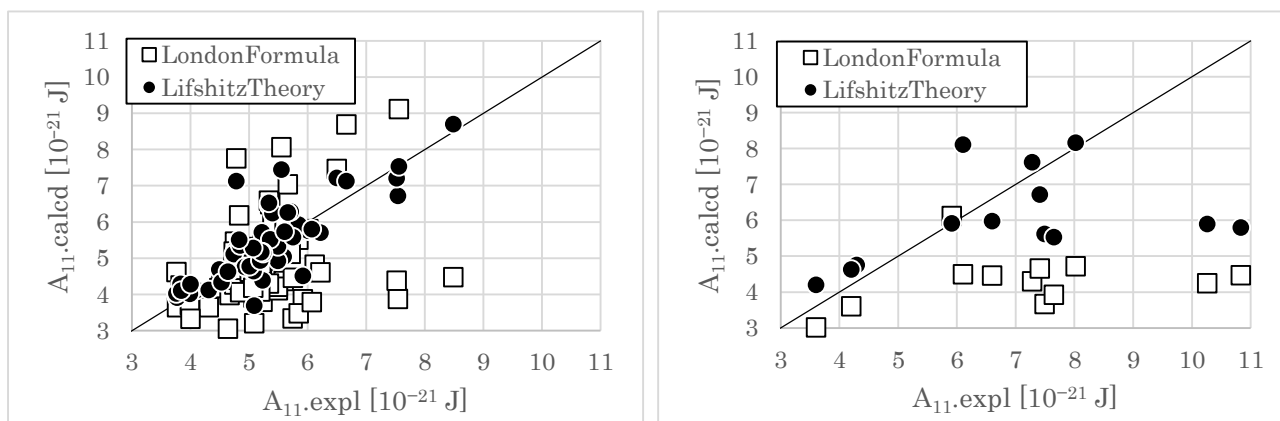 LondonFormula
LifshitzTheory
11
10
9
8
7
6
5
4
3
A₁₁.calcd [10⁻²¹ J]
3 4 5 6 7 8 9 10 11
A₁₁.expl [10⁻²¹ J]
LondonFormula
LifshitzTheory
11
10
9
8
7
6
5
4
3
A₁₁.calcd [10⁻²¹ J]
3 4 5 6 7 8 9 10 11
A₁₁.expl [10⁻²¹ J]